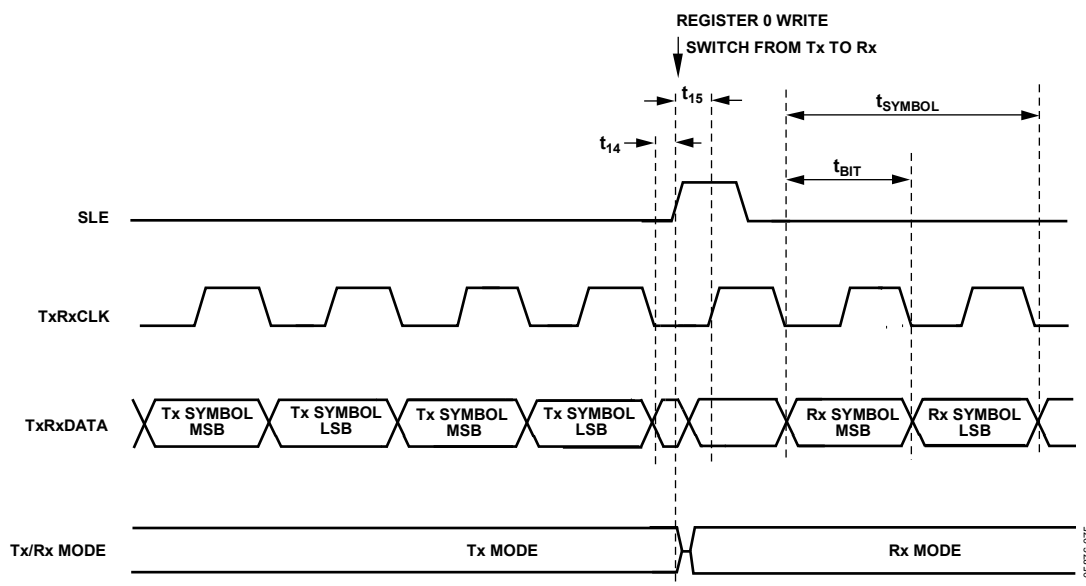 REGISTER 0 WRITE
SWITCH FROM Tx TO Rx
t15
tSYMBOL
t14
tBIT
SLE
TxRxCLK
TxRxDATA
Tx SYMBOL
MSB
Tx SYMBOL
LSB
Tx SYMBOL
MSB
Tx SYMBOL
LSB
Rx SYMBOL
MSB
Rx SYMBOL
LSB
Tx/Rx MODE
Tx MODE
Rx MODE